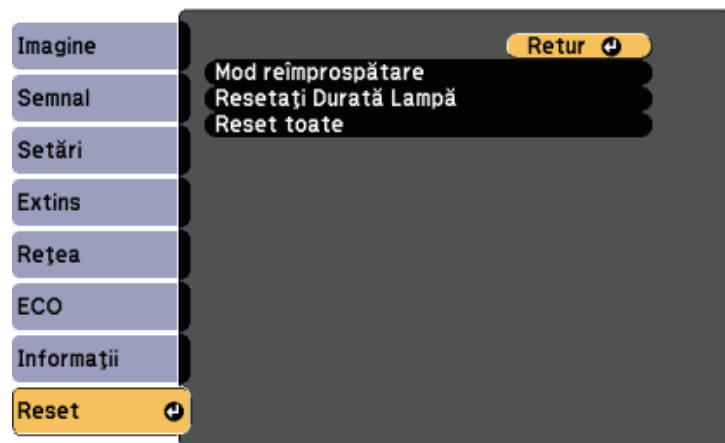 Imagine
Semnal
Setări
Extins
Reţea
ECO
Informaţii
Reset
Retur
Mod reîmprospătare
Resetaţi Durată Lampă
Reset toate